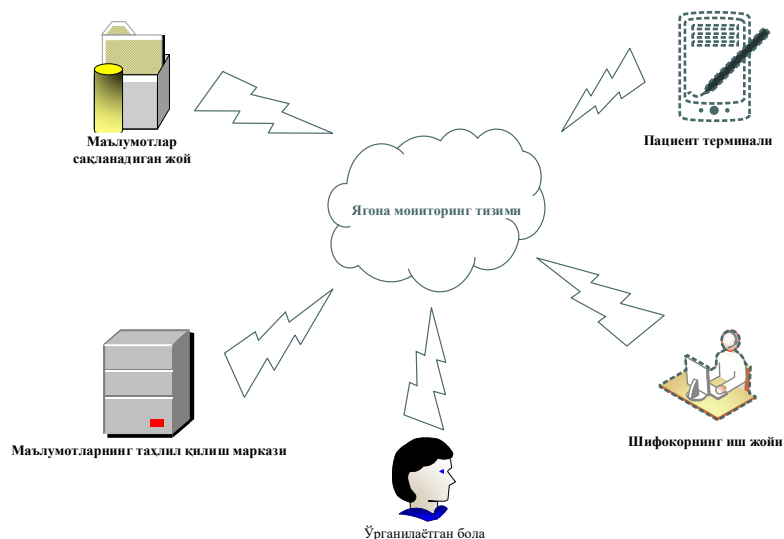 Маълумотлар
сақланадиган жой
Пациент терминали
Ягона мониторинг тизими
Маълумотларнинг таҳлил қилиш маркази
Шифокорнинг иш жойи
Ўрганилаётган бола